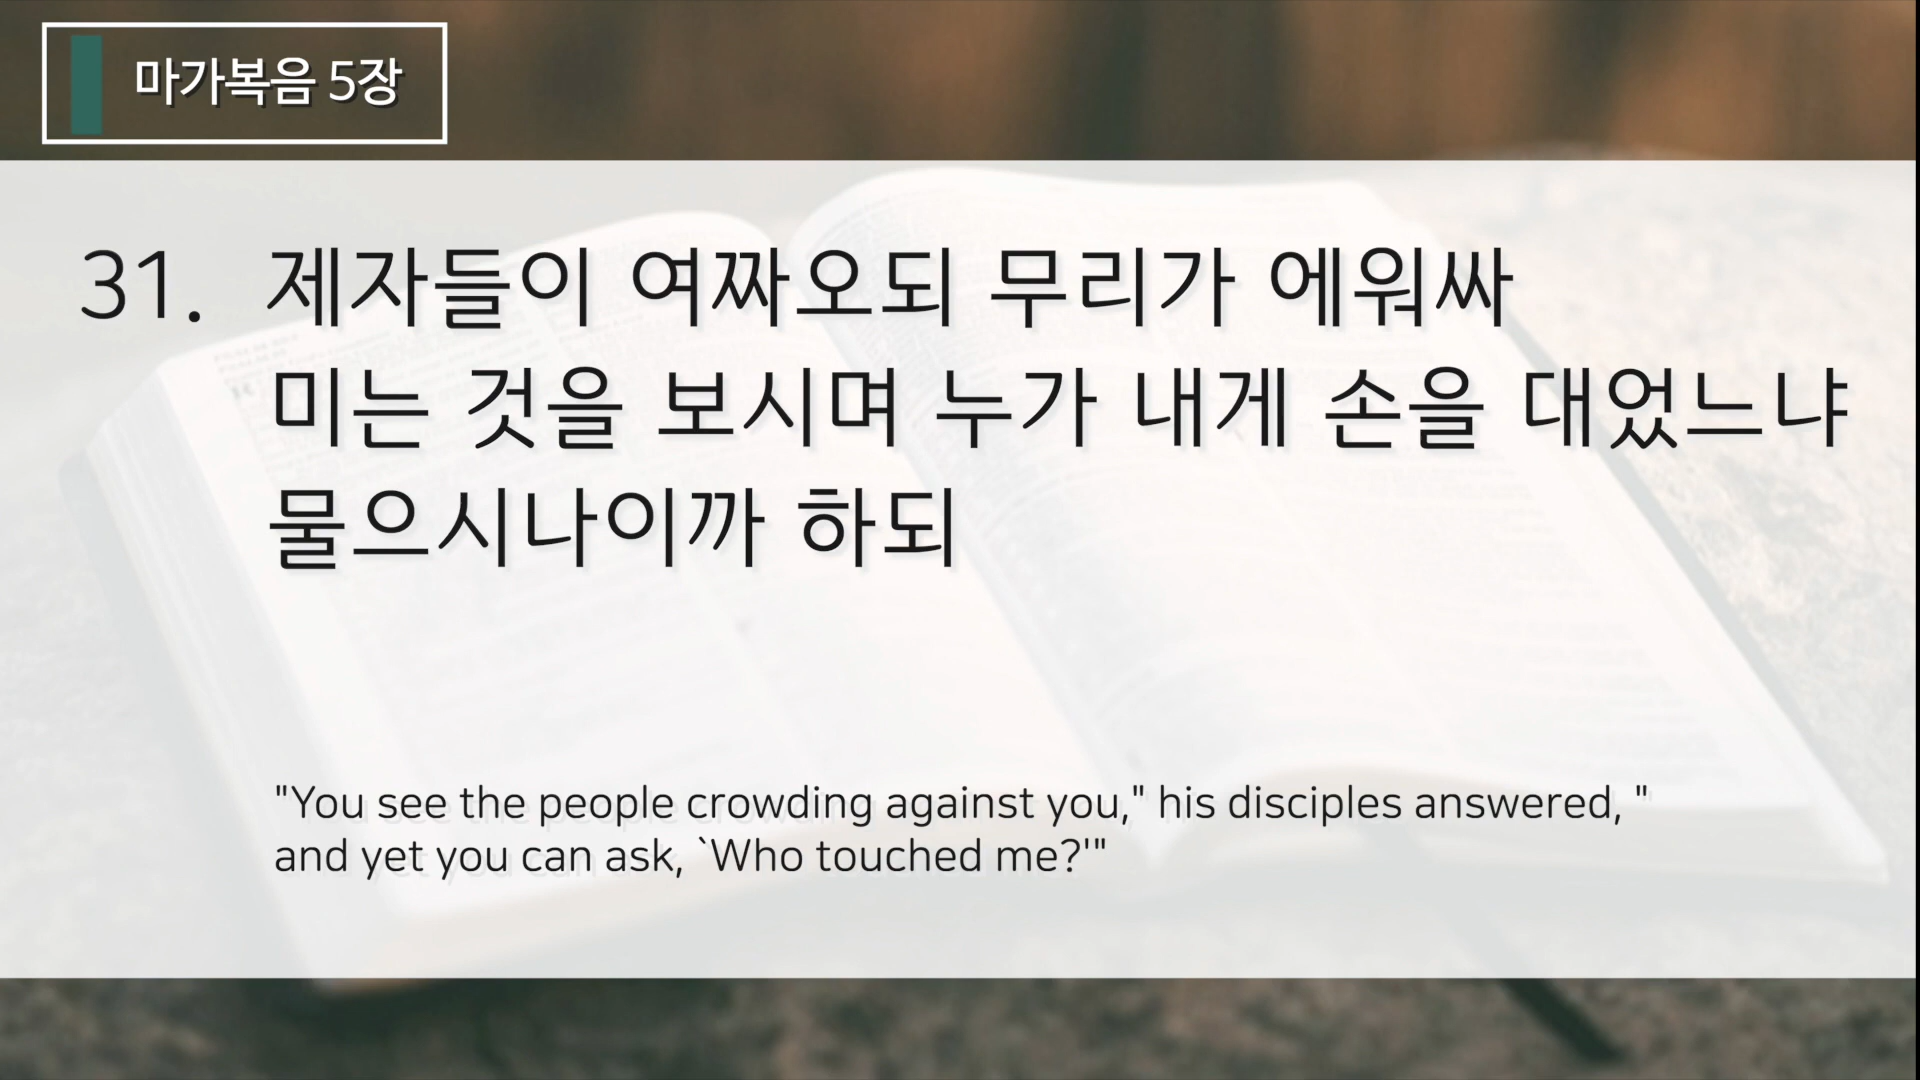 마가복음 5장
31. 제자들이 여짜오되 무리가 에워싸
미는 것을 보시며 누가 내게 손을 대었느냐
물으시나이까 하되
"You see the people crowding against you," his disciples answered, "
and yet you can ask, `Who touched me?'"